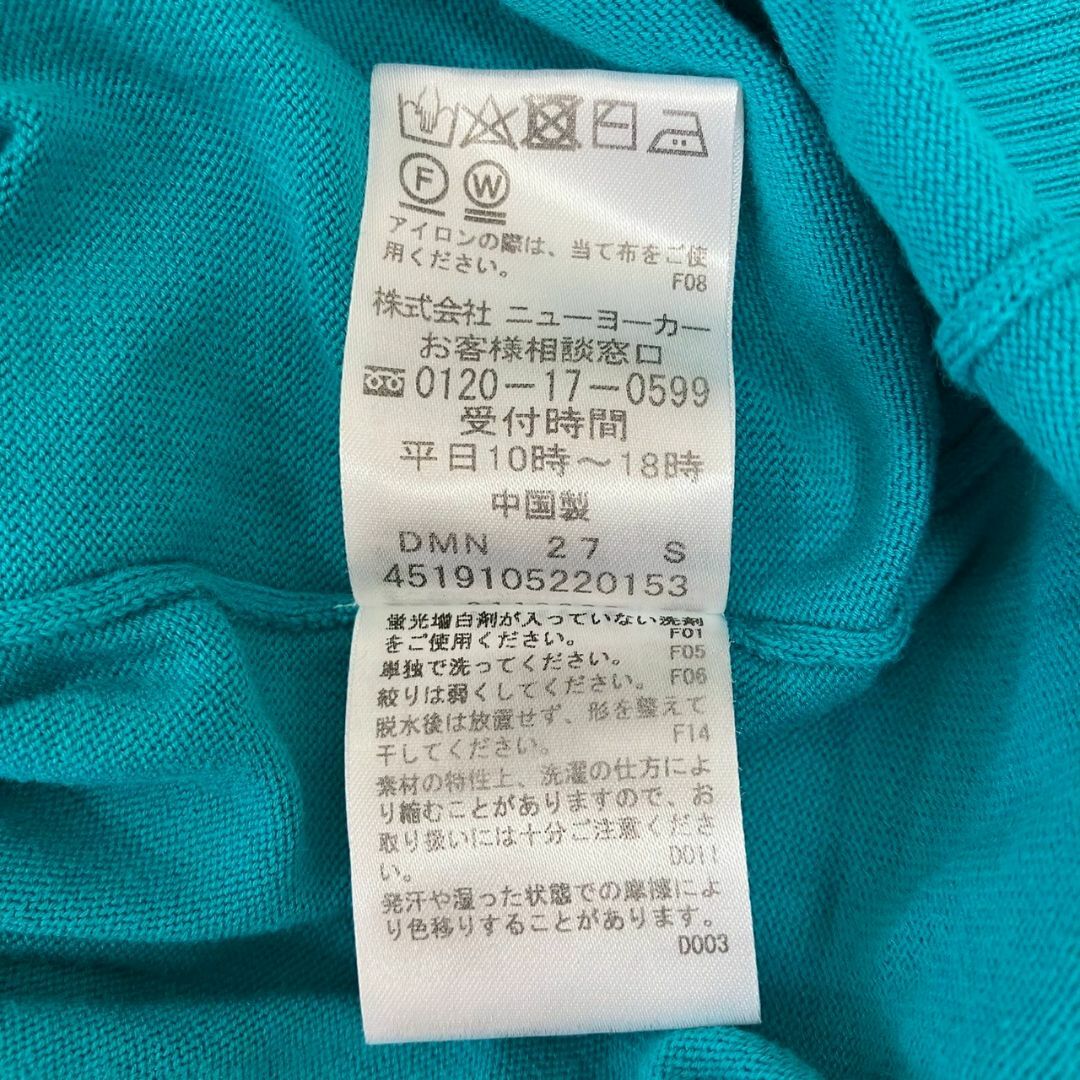 F W
アイロンの際は、当て布をご使
用ください。 F08
株式会社 ニューヨーカー
お客様相談窓口
0120-17-0599
受付時間
平日10時～18時
中国製
DMN 27 S
4519105220153
蛍光増白剤が入っていない洗剤
をご使用ください。 F01
単独で洗ってください。 F05
絞りは弱くしてください。 F06
脱水後は放置せず、形を整えて
干してください。 F14
素材の特性上、洗濯の仕方によ
り縮むことがありますので、お
取り扱いには十分ご注意くださ
い。 D011
発汗や湿った状態での摩擦によ
り色移りすることがあります。
D003